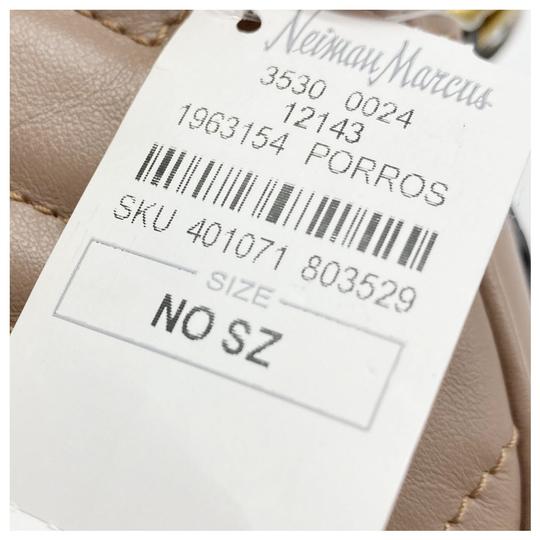 Neiman Marcus
3530 0024
12143
1963154 PORROS
SKU 401071 803529
SIZE
NO SZ